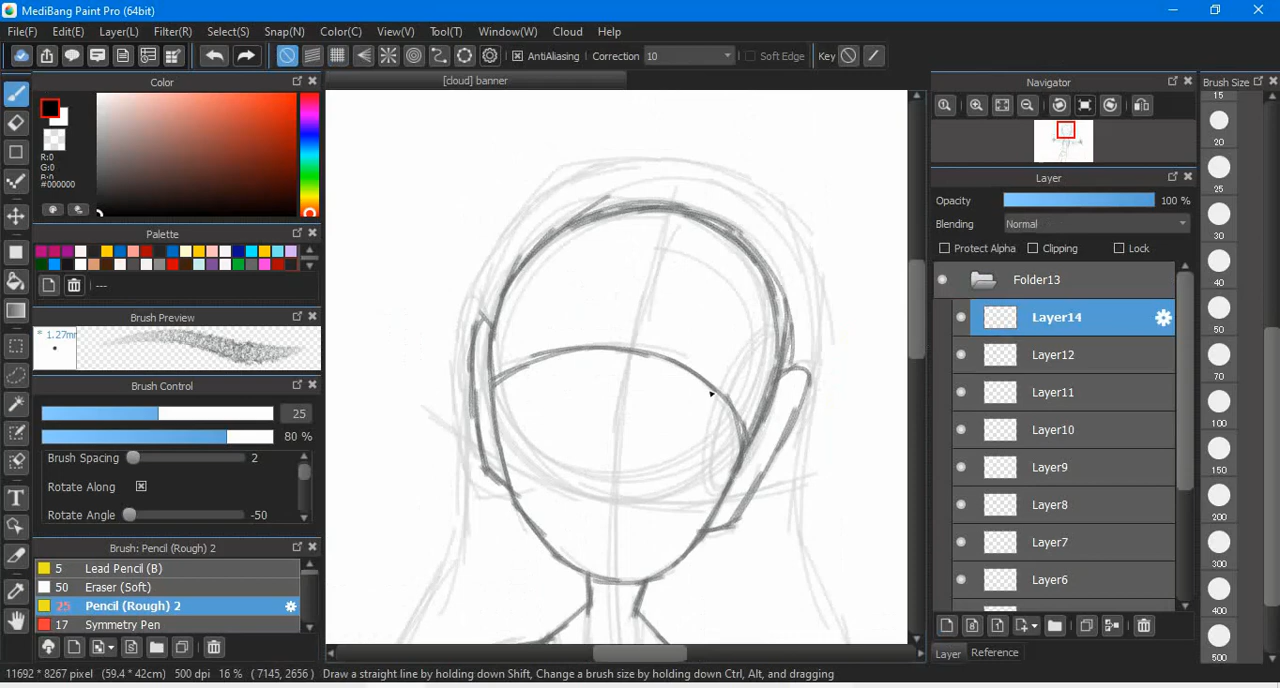 MediBang Paint Pro (64bit)
File(F) Edit(E) Layer(L) Filter(R) Select(S) Snap(N) Color(C) View(V) Tool(T) Window(W) Cloud Help
AntiAliasing Correction 10 Soft Edge Key
Color
[cloud] banner
Navigator
Brush Size
R:0
G:0
B:0
#000000
Palette
---
Brush Preview
* 1.27m
Brush Control
25
80 %
Brush Spacing 2
Rotate Along
Rotate Angle -50
Brush: Pencil (Rough) 2
5 Lead Pencil (B)
50 Eraser (Soft)
25 Pencil (Rough) 2
17 Symmetry Pen
T
Layer
Opacity 100 %
Blending Normal
Protect Alpha Clipping Lock
Folder13
Layer14
Layer12
Layer11
Layer10
Layer9
Layer8
Layer7
Layer6
8 1
Layer Reference
15
20
25
30
40
50
70
100
150
200
300
400
500
11692 * 8267 pixel (59.4 * 42cm) 500 dpi 16 % (7145, 2656) Draw a straight line by holding down Shift, Change a brush size by holding down Ctrl, Alt, and dragging